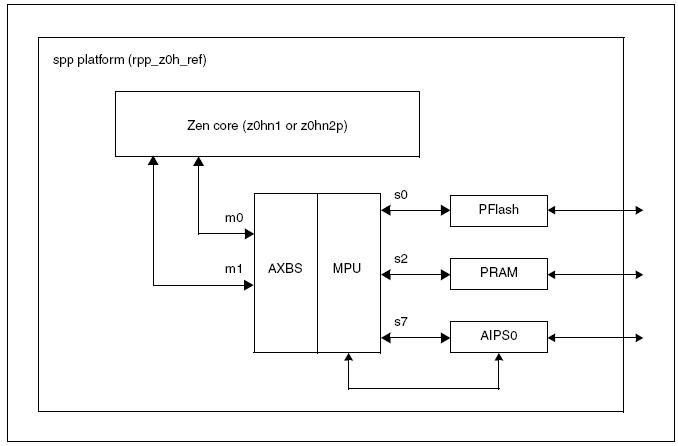 spp platform (rpp_z0h_ref)
Zen core (z0hn1 or z0hn2p)
m0
m1
AXBS
MPU
s0
PFlash
s2
PRAM
s7
AIPS0